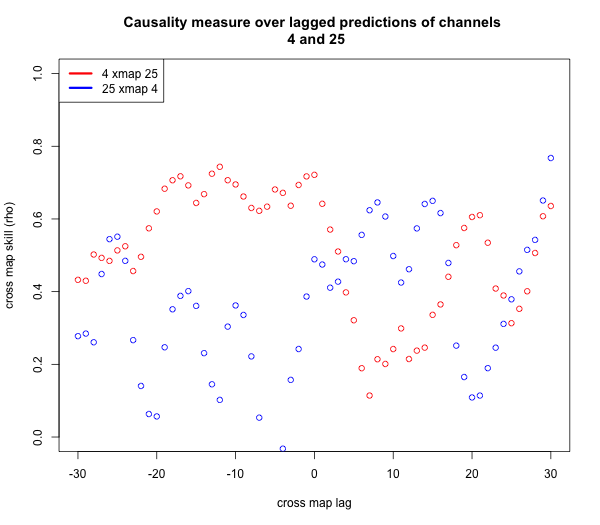 Causality measure over lagged predictions of channels
4 and 25
4 xmap 25
25 xmap 4
cross map skill (rho)
1.0
0.8
0.6
0.4
0.2
0.0
-30 -20 -10 0 10 20 30
cross map lag